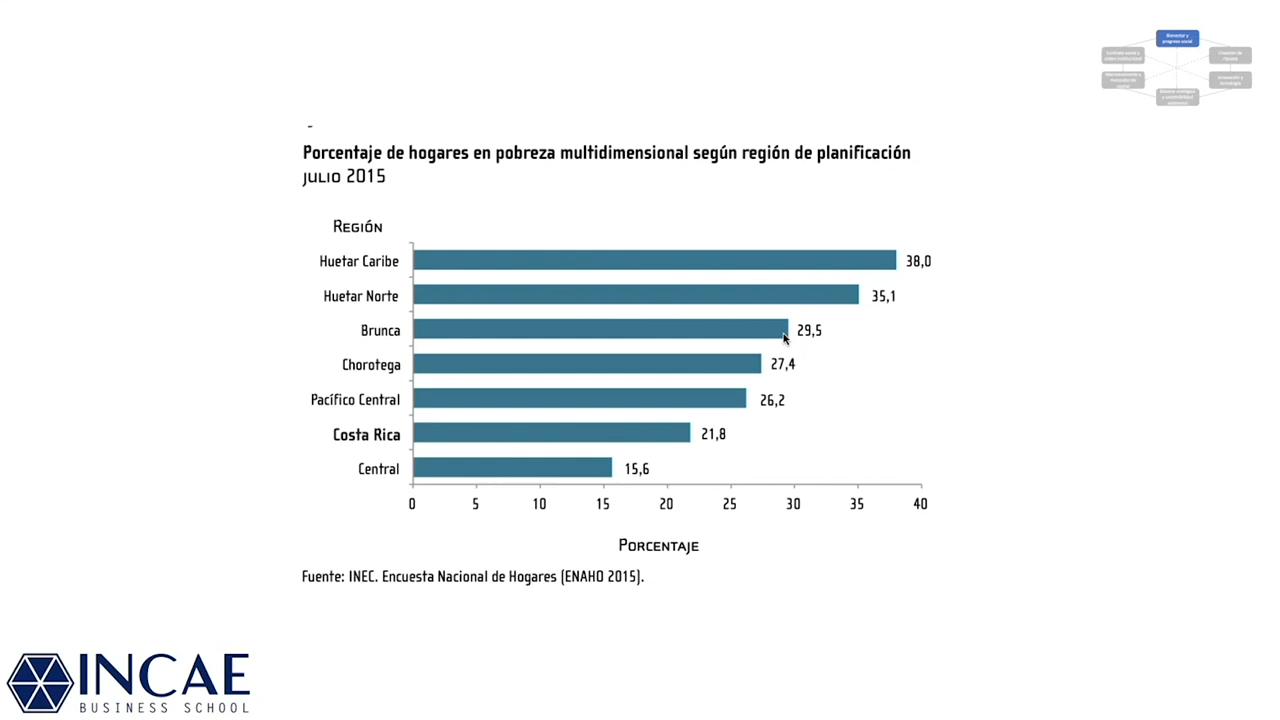 Bienestar y
progreso social
Porcentaje de hogares en pobreza multidimensional según región de planificación
JULIO 2015
REGIÓN
Huetar Caribe 38,0
Huetar Norte 35,1
Brunca 29,5
Chorotega 27,4
Pacífico Central 26,2
Costa Rica 21,8
Central 15,6
0 5 10 15 20 25 30 35 40
PORCENTAJE
Fuente: INEC. Encuesta Nacional de Hogares (ENAHO 2015).
INCAE
BUSINESS SCHOOL